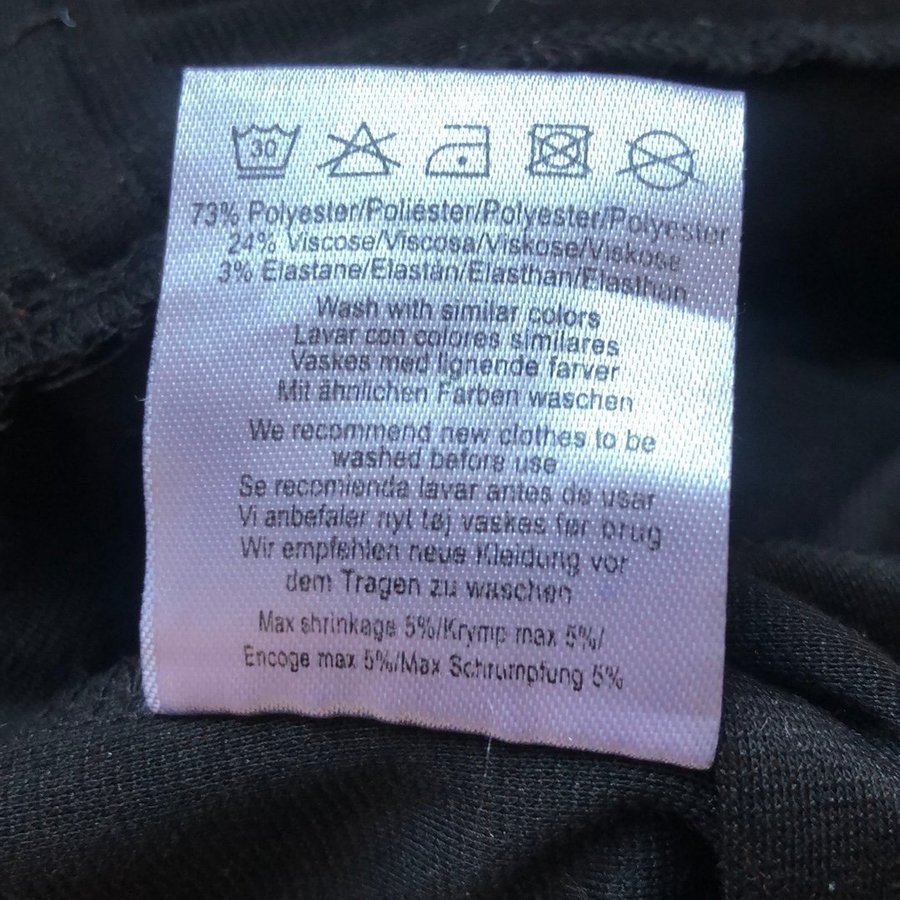 30
73% Polyester/Poliéster/Polyester/Polyester
24% Viscose/Viscosa/Viskose/Viskose
3% Elastane/Elastán/Elasthan/Elasthan
Wash with similar colors
Lavar con colores similares
Vaskes med lignende farver
Mit ähnlichen Farben waschen
We recommend new clothes to be
washed before use
Se recomienda lavar antes de usar
Vi anbefaler nyt tøj vaskes før brug
Wir empfehlen neue Kleidung vor
dem Tragen zu waschen
Max shrinkage 5%/Krymp max 5%/
Encoge max 5%/Max Schrumpfung 5%